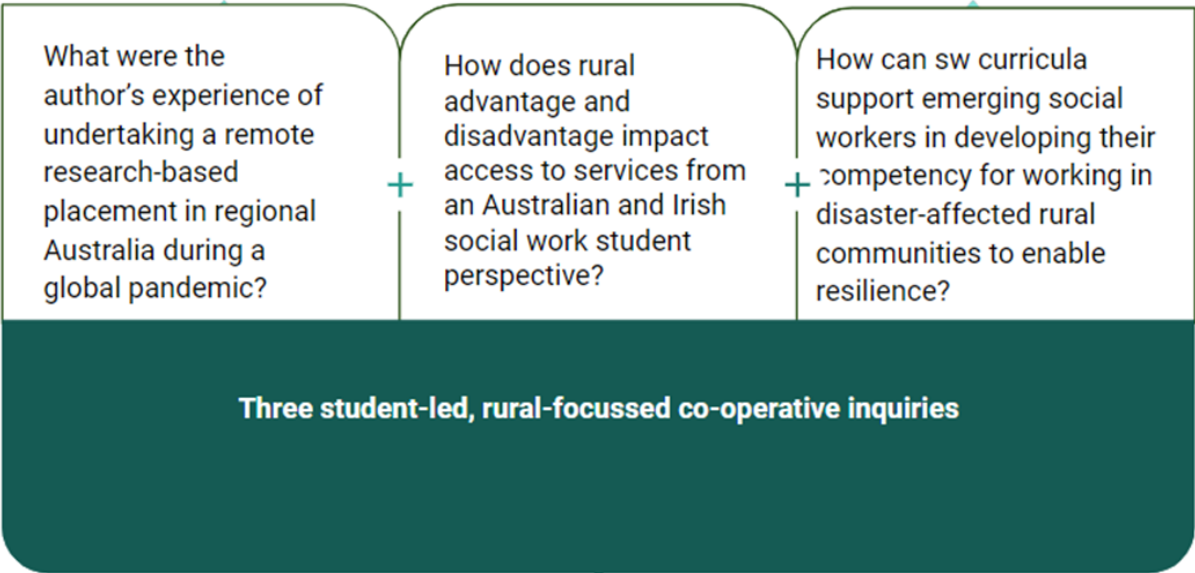 What were the
author's experience of
undertaking a remote
research-based
placement in regional
Australia during a
global pandemic?
+
How does rural
advantage and
disadvantage impact
access to services from
an Australian and Irish
social work student
perspective?
+
How can sw curricula
support emerging social
workers in developing their
competency for working in
disaster-affected rural
communities to enable
resilience?
Three student-led, rural-focussed co-operative inquiries